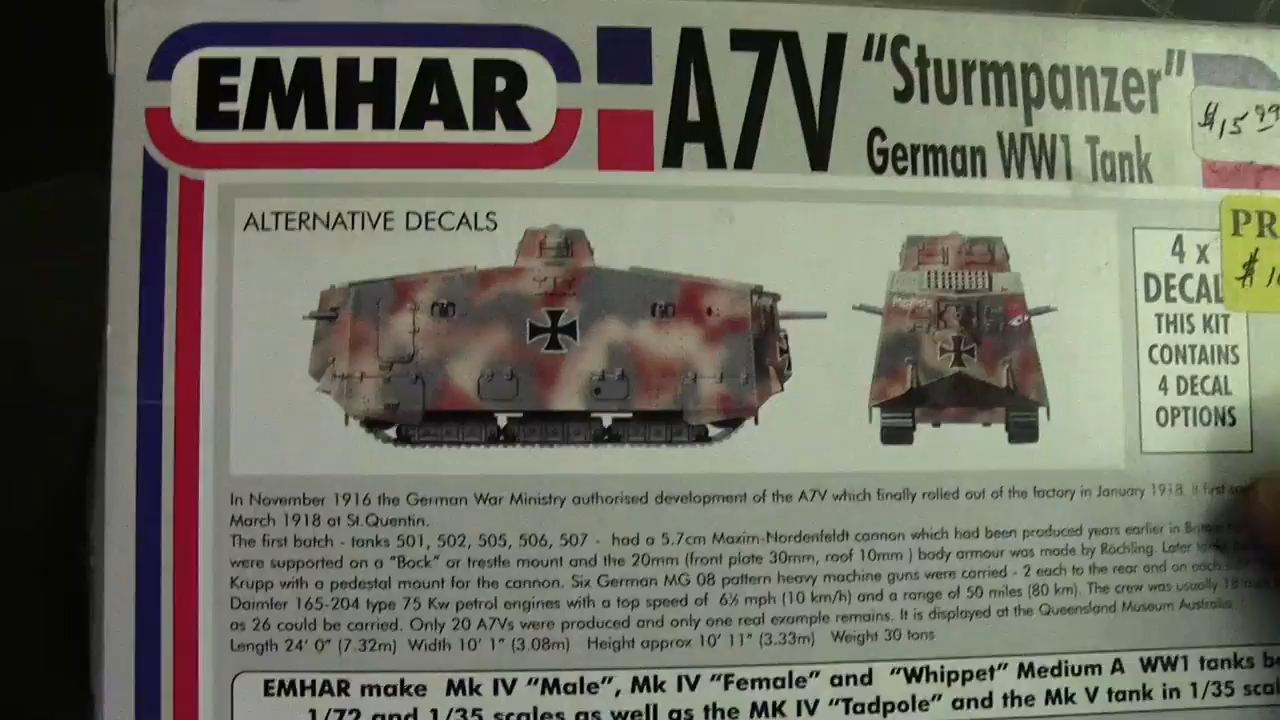 EMHAR
A7V "Sturmpanzer"
German WW1 Tank
$15.99
PR
$1
ALTERNATIVE DECALS
4 x
DECAL
THIS KIT
CONTAINS
4 DECAL
OPTIONS
In November 1916 the German War Ministry authorised development of the A7V which finally rolled out of the factory in January 1918. It first
March 1918 at St.Quentin.
The first batch - tanks 501, 502, 505, 506, 507 - had a 5.7cm Maxim-Nordenfeldt cannon which had been produced years earlier in
were supported on a "Bock" or trestle mount and the 20mm (front plate 30mm, roof 10mm ) body armour was made by Röchling. Later
Krupp with a pedestal mount for the cannon. Six German MG 08 pattern heavy machine guns were carried - 2 each to the rear and on each
Daimler 165-204 type 75 Kw petrol engines with a top speed of 6½ mph (10 km/h) and a range of 50 miles (80 km). The crew was usually 18
as 26 could be carried. Only 20 A7Vs were produced and only one real example remains. It is displayed at the Queensland Museum Australia
Length 24' 0" (7.32m) Width 10' 1" (3.08m) Height approx 10' 11" (3.33m) Weight 30 tons
EMHAR make Mk IV "Male", Mk IV "Female" and "Whippet" Medium A WW1 tanks
1/72 and 1/35 scales as well as the MK IV "Tadpole" and the Mk V tank in 1/35